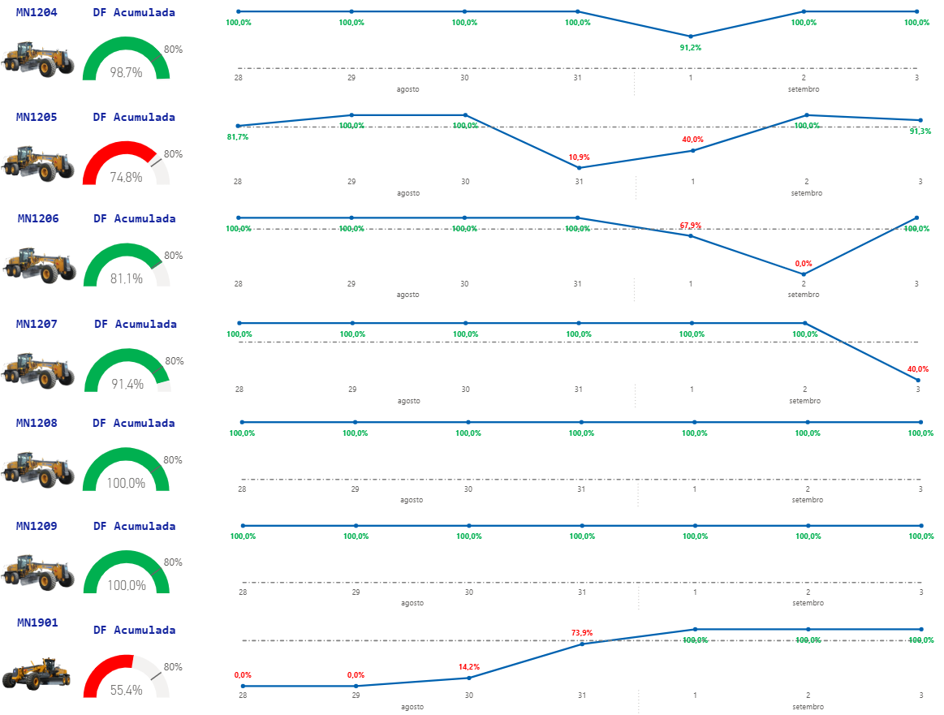 MN1204 DF Acumulada
80%
98,7%
100,0% 100,0% 100,0% 100,0% 91,2% 100,0% 100,0%
28 29 30 31 1 2 3
agosto setembro
MN1205 DF Acumulada
80%
74,8%
81,7% 100,0% 100,0% 10,9% 40,0% 100,0% 91,3%
28 29 30 31 1 2 3
agosto setembro
MN1206 DF Acumulada
80%
81,1%
100,0% 100,0% 100,0% 100,0% 67,9% 0,0% 100,0%
28 29 30 31 1 2 3
agosto setembro
MN1207 DF Acumulada
80%
91,4%
100,0% 100,0% 100,0% 100,0% 100,0% 100,0% 40,0%
28 29 30 31 1 2 3
agosto setembro
MN1208 DF Acumulada
80%
100,0%
100,0% 100,0% 100,0% 100,0% 100,0% 100,0% 100,0%
28 29 30 31 1 2 3
agosto setembro
MN1209 DF Acumulada
80%
100,0%
100,0% 100,0% 100,0% 100,0% 100,0% 100,0% 100,0%
28 29 30 31 1 2 3
agosto setembro
MN1901 DF Acumulada
80%
55,4%
0,0% 0,0% 14,2% 73,9% 100,0% 100,0% 100,0%
28 29 30 31 1 2 3
agosto setembro